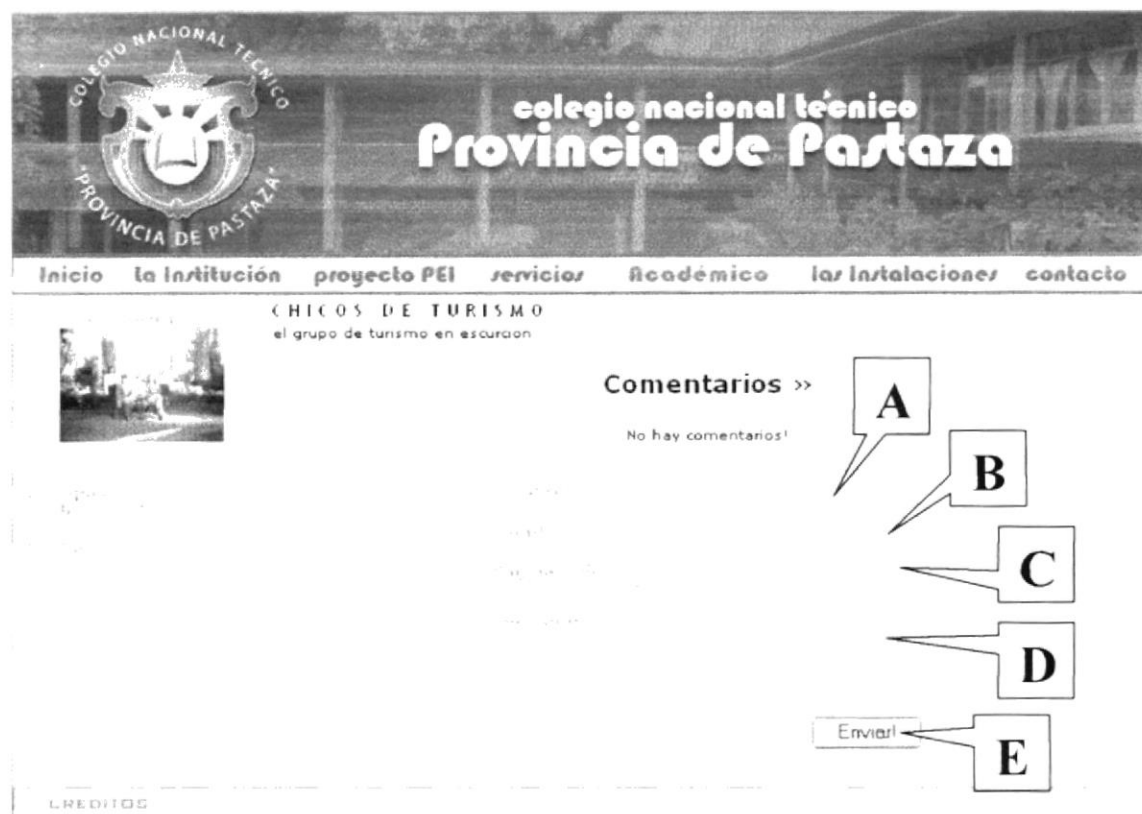 COLEGIO NACIONAL TECNICO
"PROVINCIA DE PASTAZA"
colegio nacional técnico
Provincia de Pastaza
Inicio La Institución proyecto PEI servicios Académico las Instalaciones contacto
CHICOS DE TURISMO
el grupo de turismo en escurcion
Comentarios »
No hay comentarios!
A
B
C
D
Enviar!
E
CREDITOS